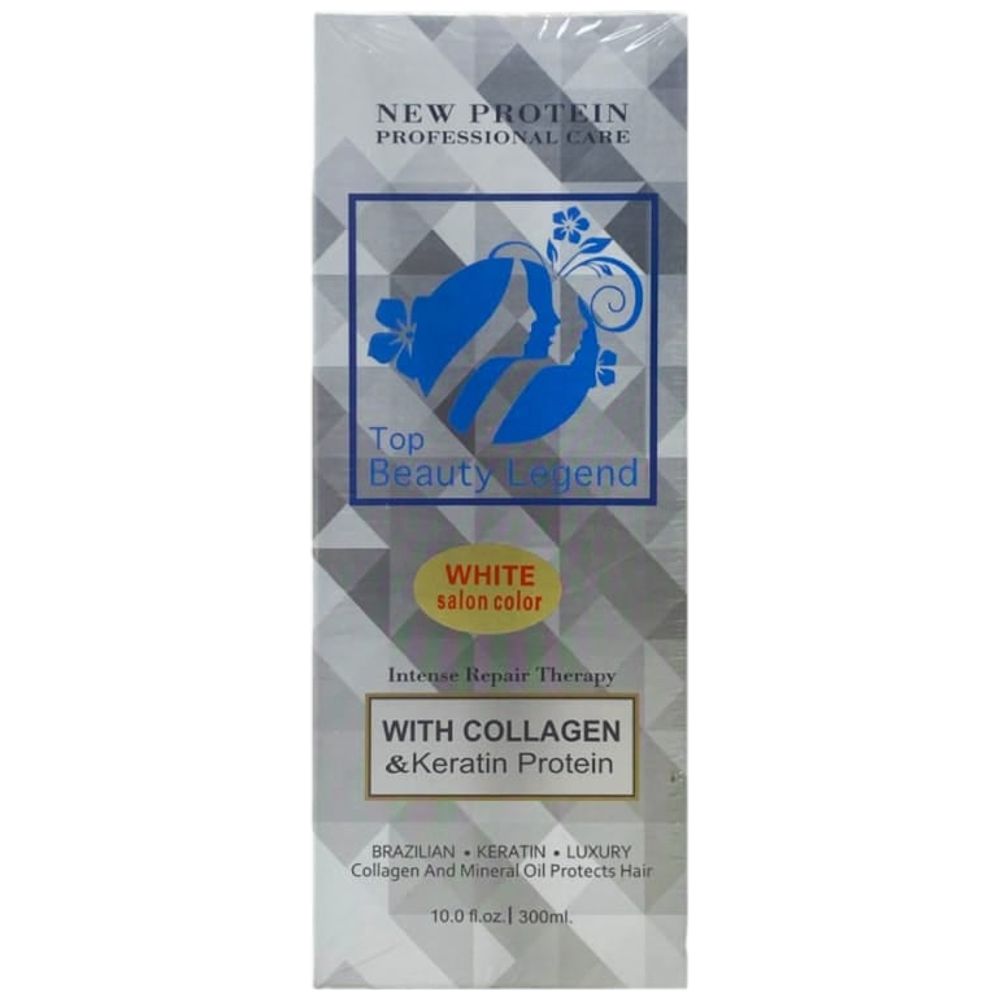 NEW PROTEIN
PROFESSIONAL CARE
Top
Beauty Legend
WHITE
salon color
Intense Repair Therapy
WITH COLLAGEN
&Keratin Protein
BRAZILIAN • KERATIN • LUXURY
Collagen And Mineral Oil Protects Hair
10.0 fl.oz.| 300ml.